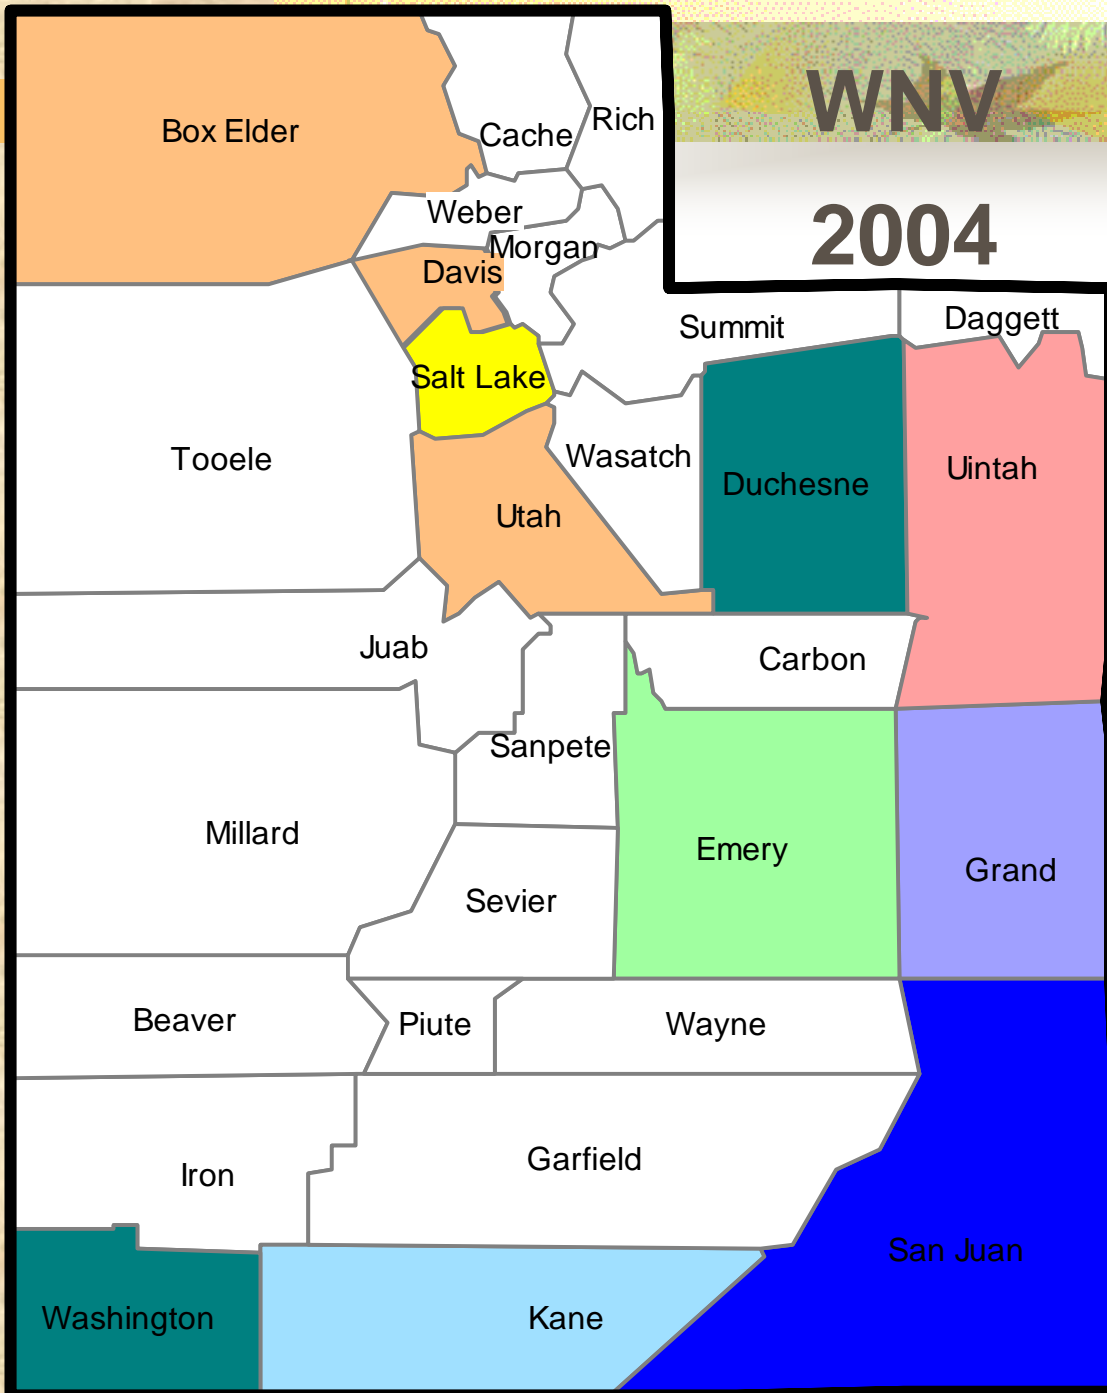 WNV
2004
Box Elder
Cache
Rich
Weber
Morgan
Davis
Summit
Daggett
Salt Lake
Tooele
Wasatch
Duchesne
Uintah
Utah
Juab
Carbon
Sanpete
Millard
Emery
Grand
Sevier
Beaver
Piute
Wayne
Iron
Garfield
San Juan
Washington
Kane